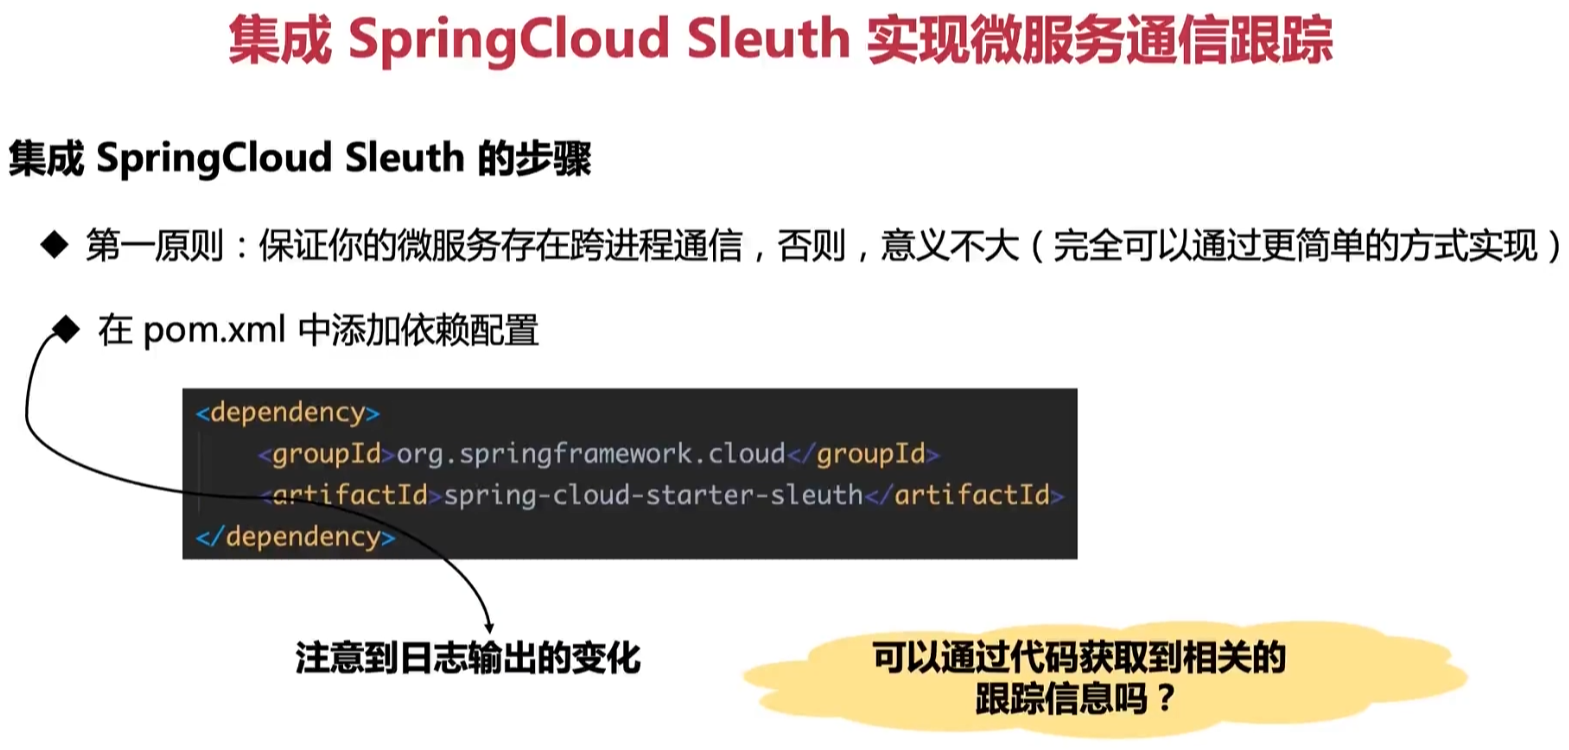 集成 SpringCloud Sleuth 实现微服务通信跟踪
集成 SpringCloud Sleuth 的步骤
◆ 第一原则：保证你的微服务存在跨进程通信，否则，意义不大（完全可以通过更简单的方式实现）
◆ 在 pom.xml 中添加依赖配置
<dependency>
<groupId>org.springframework.cloud</groupId>
<artifactId>spring-cloud-starter-sleuth</artifactId>
</dependency>
注意到日志输出的变化
可以通过代码获取到相关的
跟踪信息吗？